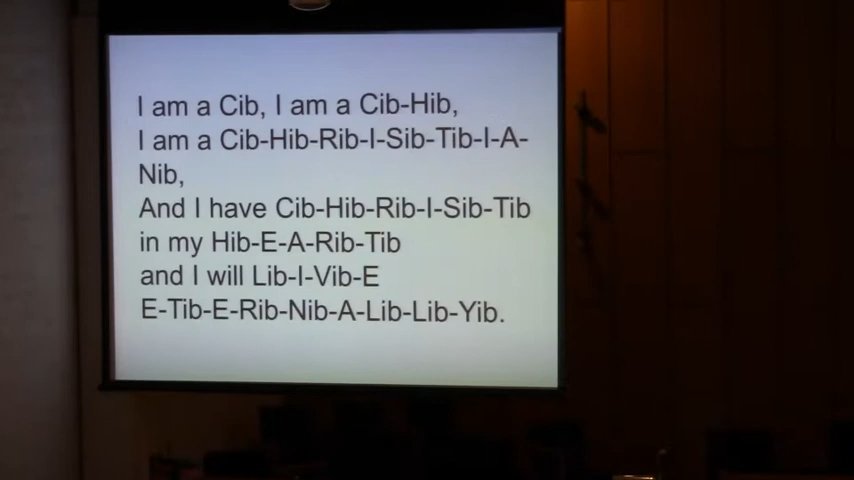 I am a Cib, I am a Cib-Hib,
I am a Cib-Hib-Rib-I-Sib-Tib-I-A-
Nib,
And I have Cib-Hib-Rib-I-Sib-Tib
in my Hib-E-A-Rib-Tib
and I will Lib-I-Vib-E
E-Tib-E-Rib-Nib-A-Lib-Lib-Yib.